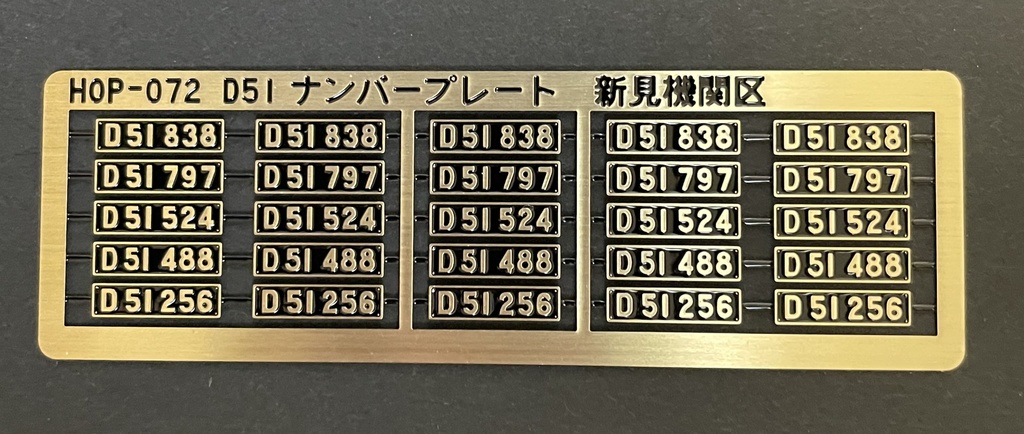 HOP-072 D51 ナンバープレート 新見機関区
D51 838 D51 838 D51 838 D51 838 D51 838
D51 797 D51 797 D51 797 D51 797 D51 797
D51 524 D51 524 D51 524 D51 524 D51 524
D51 488 D51 488 D51 488 D51 488 D51 488
D51 256 D51 256 D51 256 D51 256 D51 256